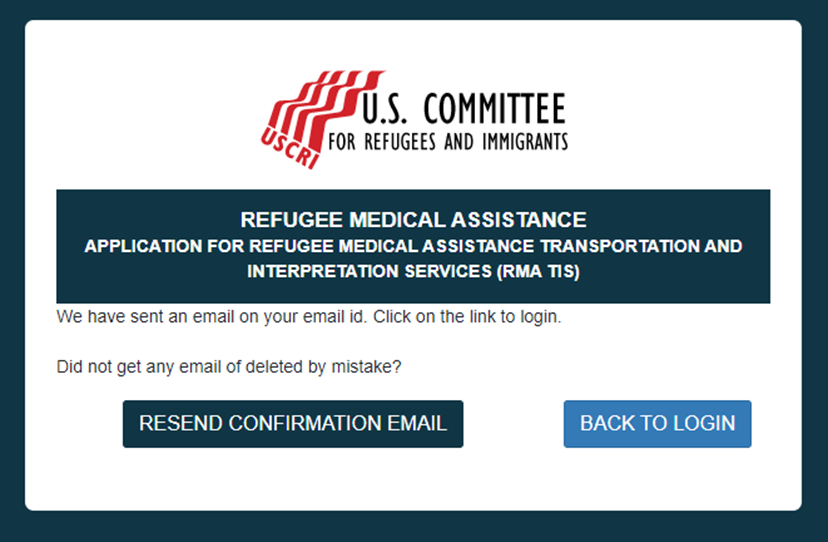 U.S. COMMITTEE
FOR REFUGEES AND IMMIGRANTS
USCRI
REFUGEE MEDICAL ASSISTANCE
APPLICATION FOR REFUGEE MEDICAL ASSISTANCE TRANSPORTATION AND
INTERPRETATION SERVICES (RMA TIS)
We have sent an email on your email id. Click on the link to login.
Did not get any email of deleted by mistake?
RESEND CONFIRMATION EMAIL
BACK TO LOGIN